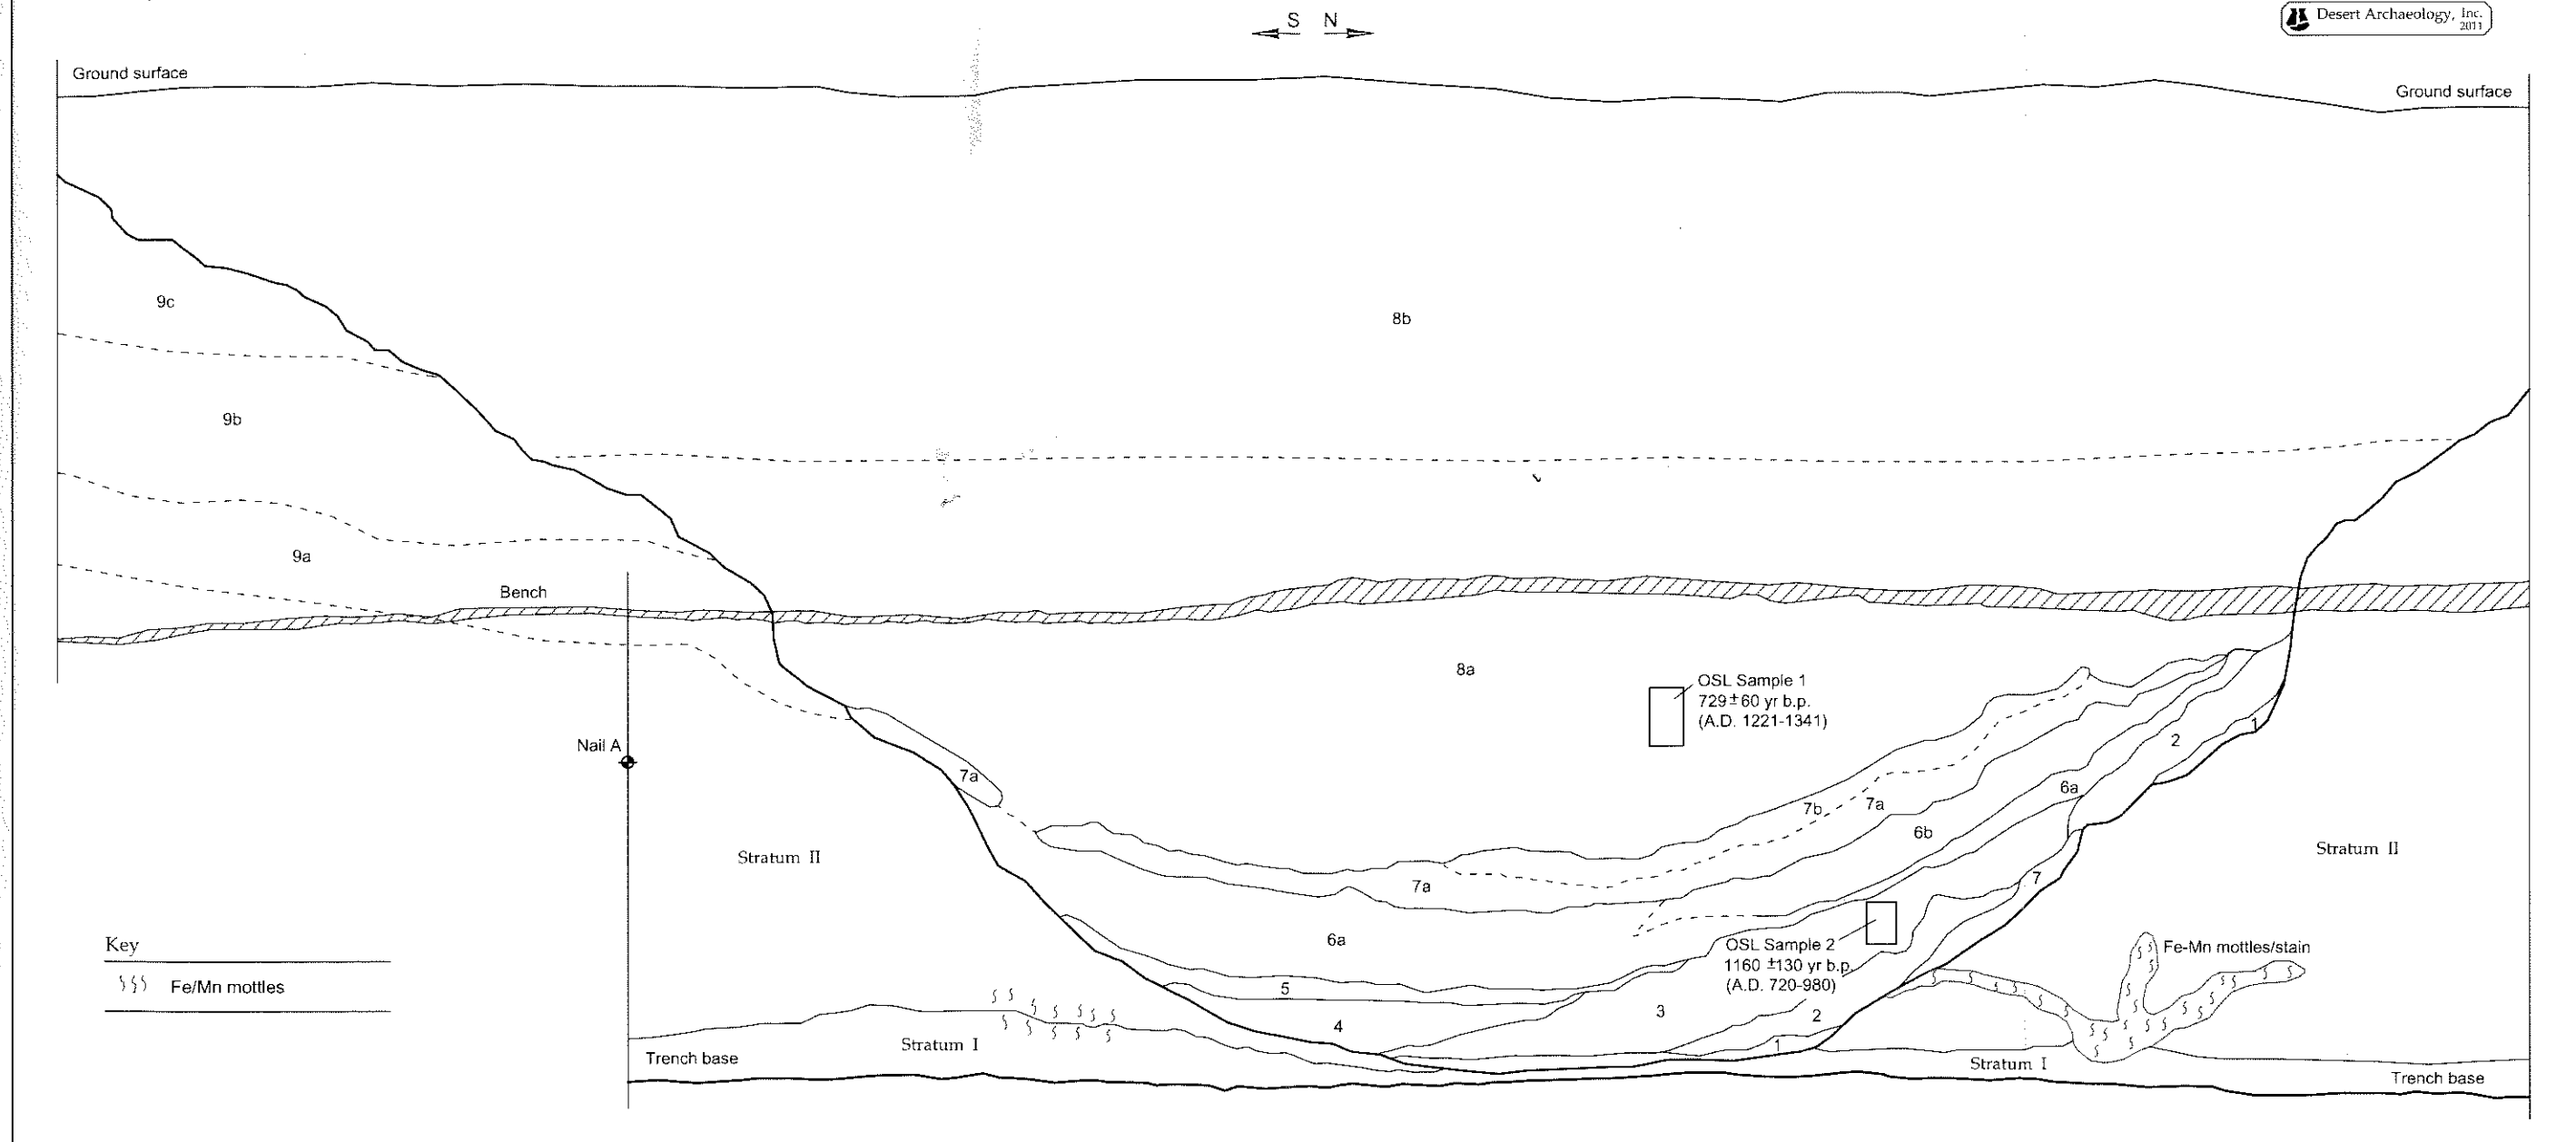 S N
Desert Archaeology, Inc.
2011
Ground surface
Ground surface
9c
8b
9b
9a
Bench
8a
OSL Sample 1
729±60 yr b.p.
(A.D. 1221-1341)
Nail A
7a
1
2
6a
7b
7a
6b
Stratum II
Stratum II
7a
7
6a
OSL Sample 2
1160 ±130 yr b.p.
(A.D. 720-980)
Fe-Mn mottles/stain
Key
Fe/Mn mottles
5
4
3
2
1
Stratum I
Stratum I
Trench base
Trench base